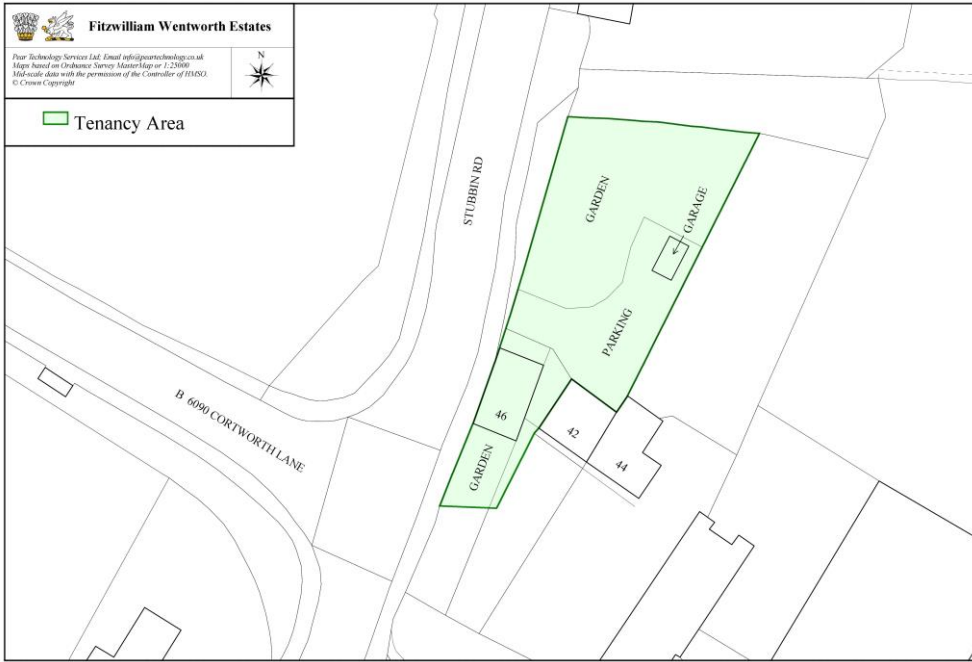 Fitzwilliam Wentworth Estates
Pear Technology Services Ltd; Email info@peartechnology.co.uk
Maps based on Ordnance Survey MasterMap or 1:25000
Mid-scale data with the permission of the Controller of HMSO.
© Crown Copyright
N
Tenancy Area
STUBBIN RD
GARDEN
GARAGE
PARKING
B 6090 CORTWORTH LANE
46
42
44
GARDEN